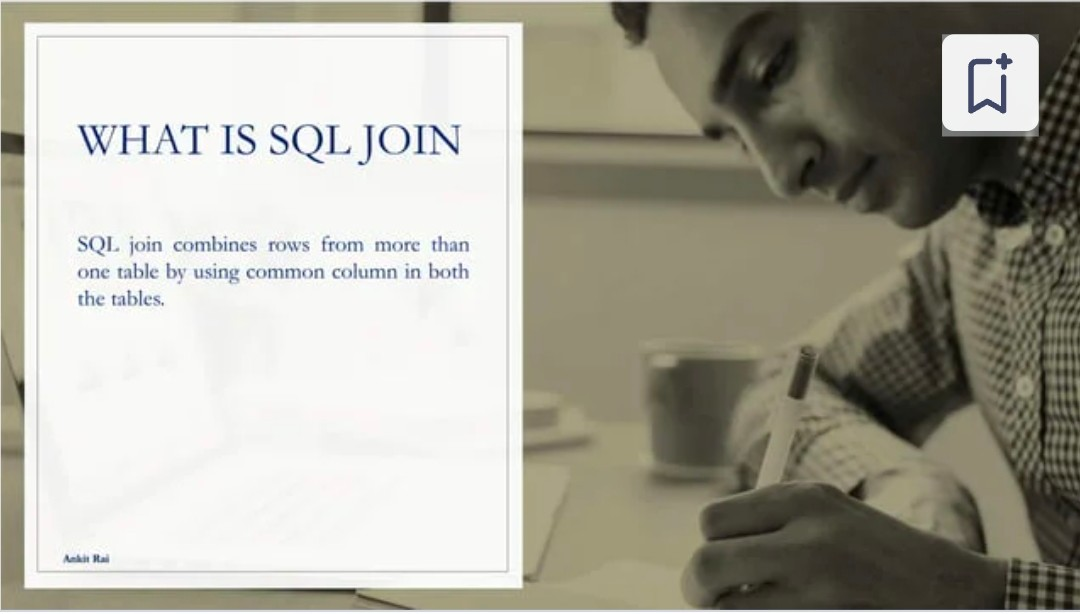 WHAT IS SQL JOIN
SQL join combines rows from more than
one table by using common column in both
the tables.
Ankit Rai